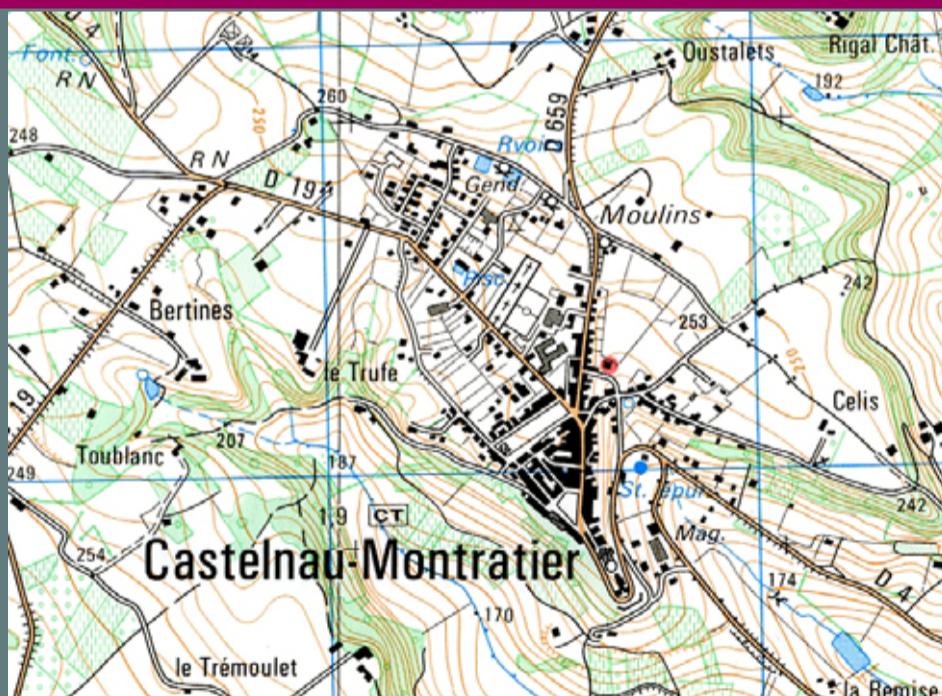 D 4
Font.
R N
Oustalets
Rigal Chât.
192
260
250
D 659
248
R N
Rvoir
D 19
Gend.
Moulins
Pisc.
242
Bertines
253
250
le Trufe
Celis
19
207
Toublanc
187
249
St. épur.
242
1,9
CT
Mag.
254
Castelnau-Montratier
174
D 4
170
le Trémoulet
la Remise